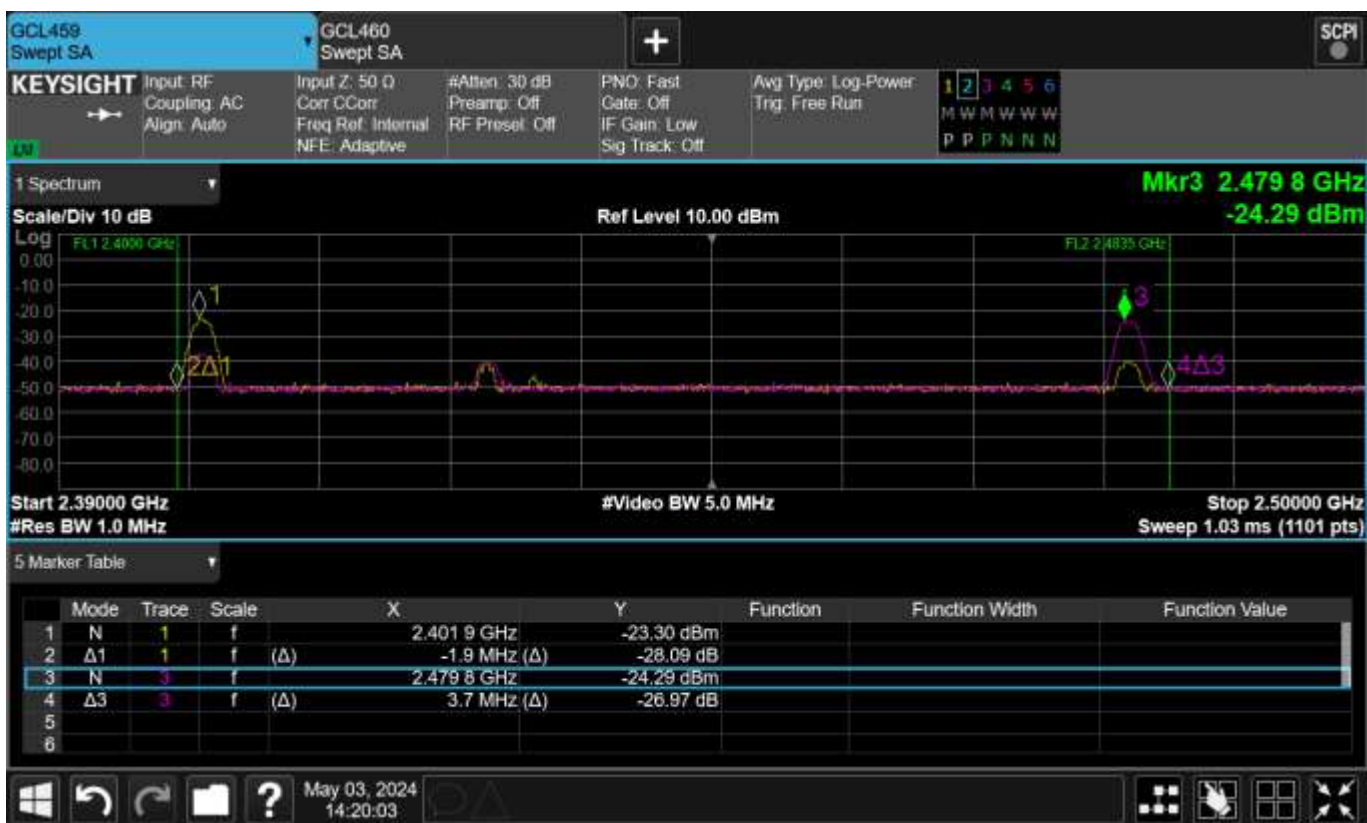 GCL459
Swept SA
GCL460
Swept SA
+
SCPI
KEYSIGHT
Input: RF
Coupling: AC
Align: Auto
Input Z: 50 Ω
Corr CCorr
Freq Ref: Internal
NFE: Adaptive
#Atten: 30 dB
Preamp: Off
RF Presel: Off
PNO: Fast
Gate: Off
IF Gain: Low
Sig Track: Off
Avg Type: Log-Power
Trig: Free Run
1 2 3 4 5 6
M W M W W W
P P P N N N
1 Spectrum
Mkr3 2.479 8 GHz
Scale/Div 10 dB
Ref Level 10.00 dBm
-24.29 dBm
Log
FL1 2.4000 GHz
FL2 2.4835 GHz
0.00
-10.0
-20.0
-30.0
-40.0
-50.0
-60.0
-70.0
-80.0
1
2Δ1
3
4Δ3
Start 2.39000 GHz
#Video BW 5.0 MHz
Stop 2.50000 GHz
#Res BW 1.0 MHz
Sweep 1.03 ms (1101 pts)
5 Marker Table
Mode Trace Scale X Y Function Function Width Function Value
1 N 1 f 2.401 9 GHz -23.30 dBm
2 Δ1 1 f (Δ) -1.9 MHz (Δ) -28.09 dB
3 N 3 f 2.479 8 GHz -24.29 dBm
4 Δ3 3 f (Δ) 3.7 MHz (Δ) -26.97 dB
5
6
?
May 03, 2024
14:20:03